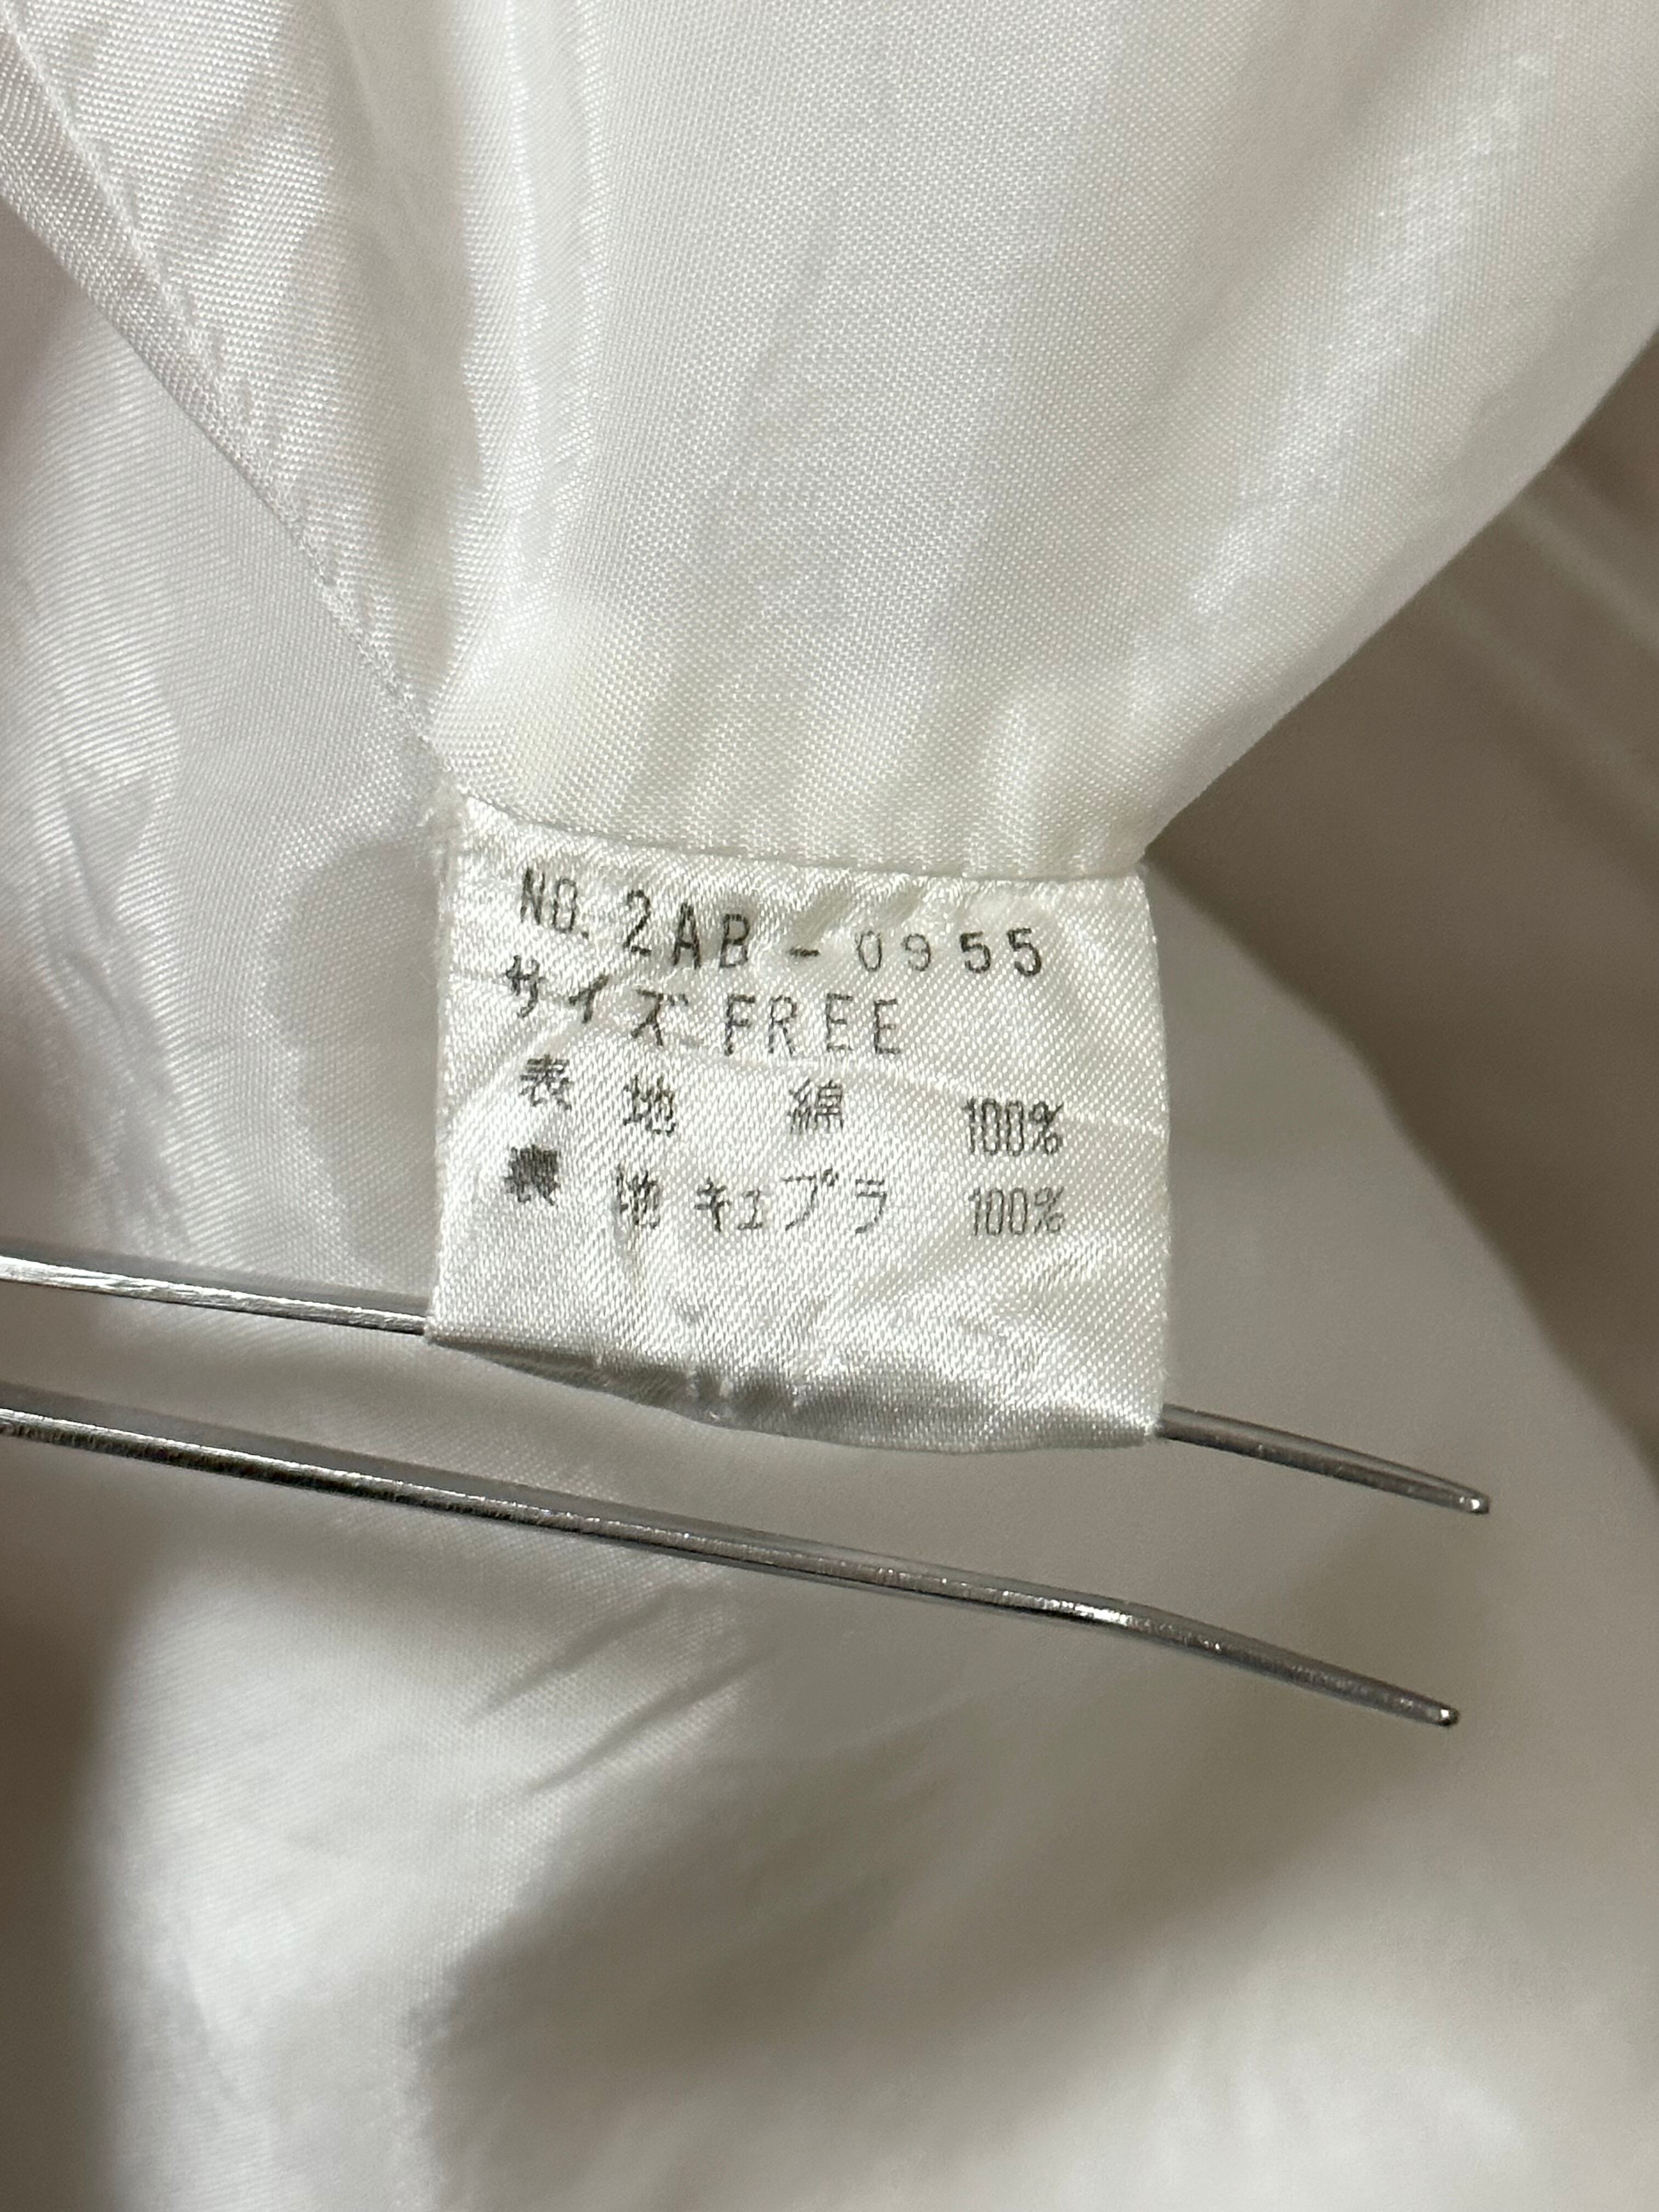 NO. 2AB-0955
サイズ FREE
表 地 綿 100%
裏 地 キュプラ 100%